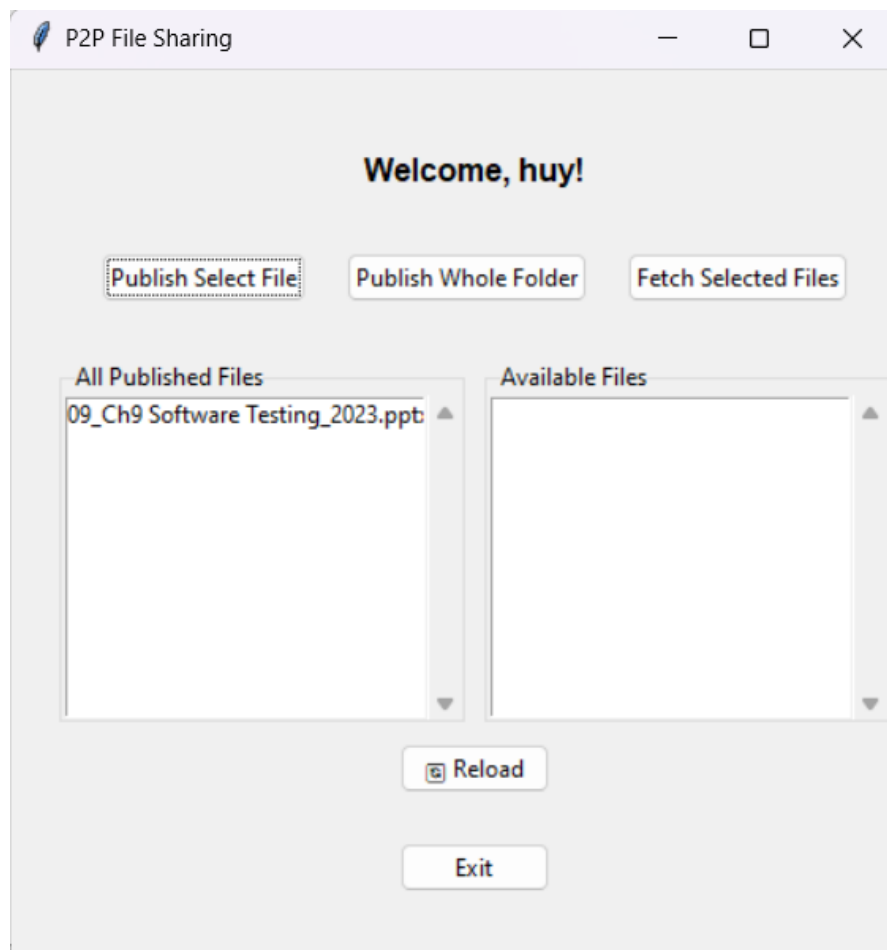 P2P File Sharing
Welcome, huy!
Publish Select File Publish Whole Folder Fetch Selected Files
All Published Files Available Files
09_Ch9 Software Testing_2023.ppt
Reload
Exit